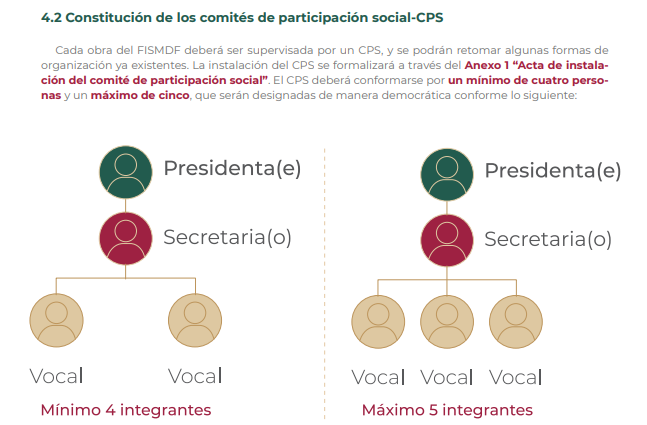 4.2 Constitución de los comités de participación social-CPS
Cada obra del FISMDF deberá ser supervisada por un CPS, y se podrán retomar algunas formas de
organización ya existentes. La instalación del CPS se formalizará a través del Anexo 1 “Acta de instala-
ción del comité de participación social”. El CPS deberá conformarse por un mínimo de cuatro perso-
nas y un máximo de cinco, que serán designadas de manera democrática conforme lo siguiente:
Presidenta(e)
Secretaria(o)
Vocal
Vocal
Mínimo 4 integrantes
Presidenta(e)
Secretaria(o)
Vocal
Vocal
Vocal
Máximo 5 integrantes